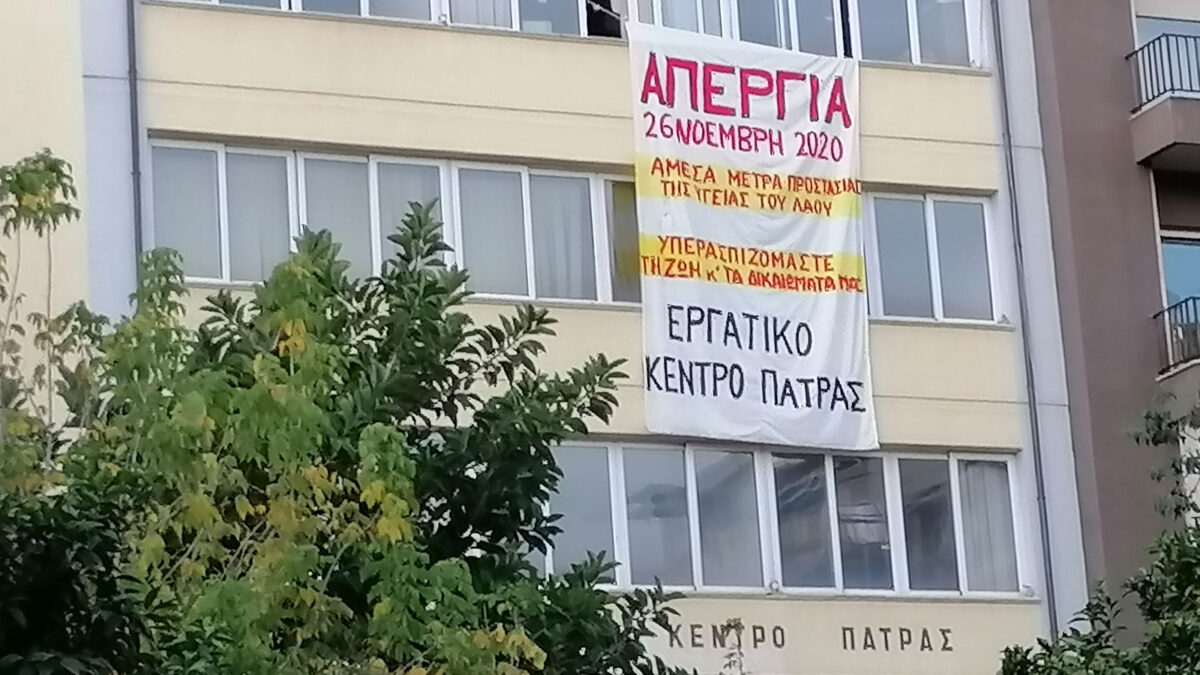 ΑΠΕΡΓΙΑ
26 ΝΟΕΜΒΡΗ 2020
ΑΜΕΣΑ ΜΕΤΡΑ ΠΡΟΣΤΑΣΙΑΣ
ΤΗΣ ΥΓΕΙΑΣ ΤΟΥ ΛΑΟΥ
ΥΠΕΡΑΣΠΙΖΟΜΑΣΤΕ
ΤΗ ΖΩΗ Κ' ΤΑ ΔΙΚΑΙΩΜΑΤΑ ΜΑΣ
ΕΡΓΑΤΙΚΟ
ΚΕΝΤΡΟ ΠΑΤΡΑΣ
ΚΕΝΤΡΟ ΠΑΤΡΑΣ